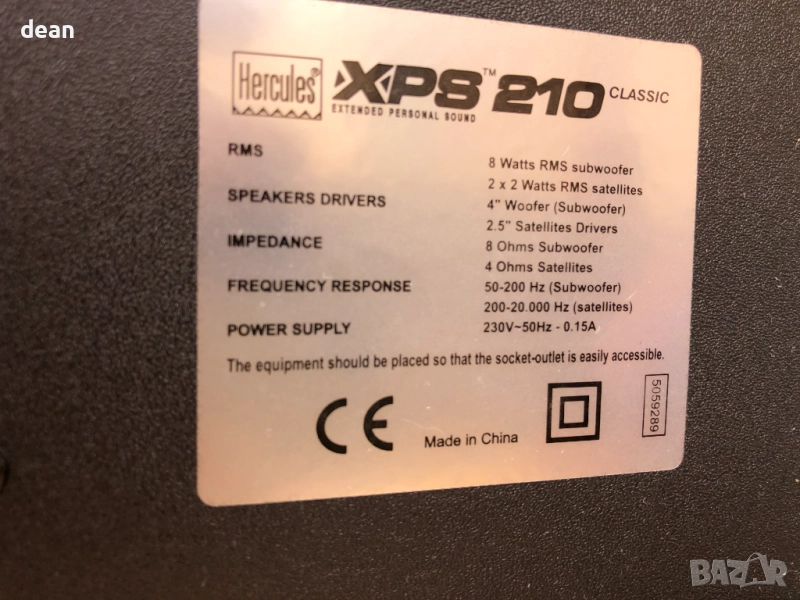 dean
Hercules®
XPS™ 210 CLASSIC
EXTENDED PERSONAL SOUND
RMS
8 Watts RMS subwoofer
2 x 2 Watts RMS satellites
SPEAKERS DRIVERS
4" Woofer (Subwoofer)
2.5" Satellites Drivers
IMPEDANCE
8 Ohms Subwoofer
4 Ohms Satellites
FREQUENCY RESPONSE
50-200 Hz (Subwoofer)
200-20.000 Hz (satellites)
POWER SUPPLY
230V~50Hz - 0.15A
The equipment should be placed so that the socket-outlet is easily accessible.
CE
Made in China
5059289
BAZAR